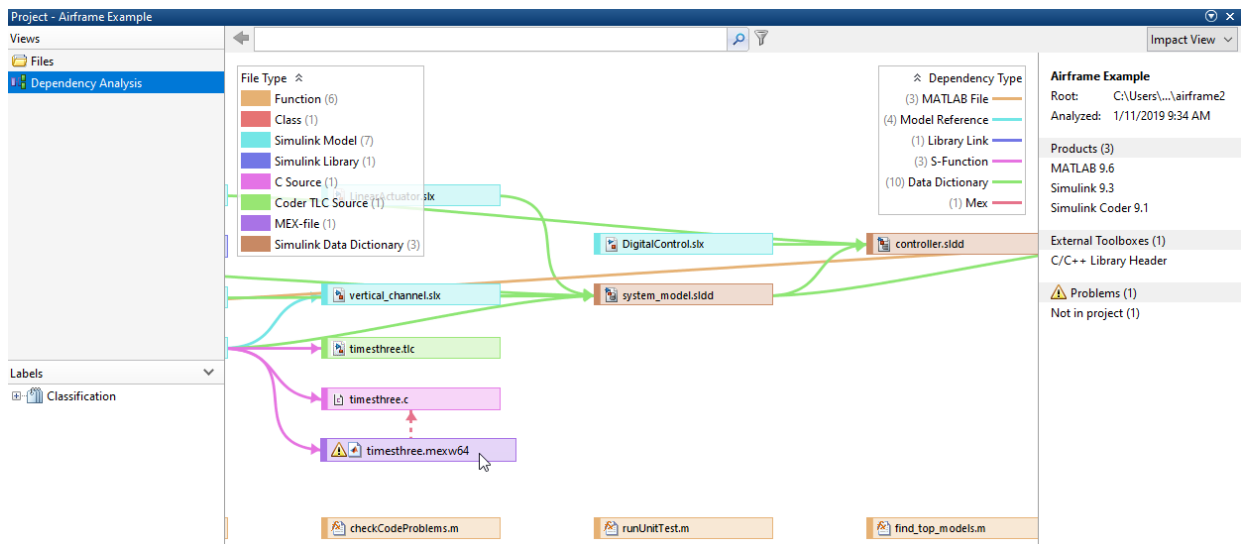 Project - Airframe Example
Views
Files
Dependency Analysis
Labels
Classification
Impact View
File Type
Function (6)
Class (1)
Simulink Model (7)
Simulink Library (1)
C Source (1)
Coder TLC Source (1)
MEX-file (1)
Simulink Data Dictionary (3)
Dependency Type
(3) MATLAB File
(4) Model Reference
(1) Library Link
(3) S-Function
(10) Data Dictionary
(1) Mex
LinearActuator.slx
DigitalControl.slx
controller.sldd
vertical_channel.slx
system_model.sldd
timesthree.tlc
timesthree.c
timesthree.mexw64
checkCodeProblems.m
runUnitTest.m
find_top_models.m
Airframe Example
Root: C:\Users\...\airframe2
Analyzed: 1/11/2019 9:34 AM
Products (3)
MATLAB 9.6
Simulink 9.3
Simulink Coder 9.1
External Toolboxes (1)
C/C++ Library Header
Problems (1)
Not in project (1)